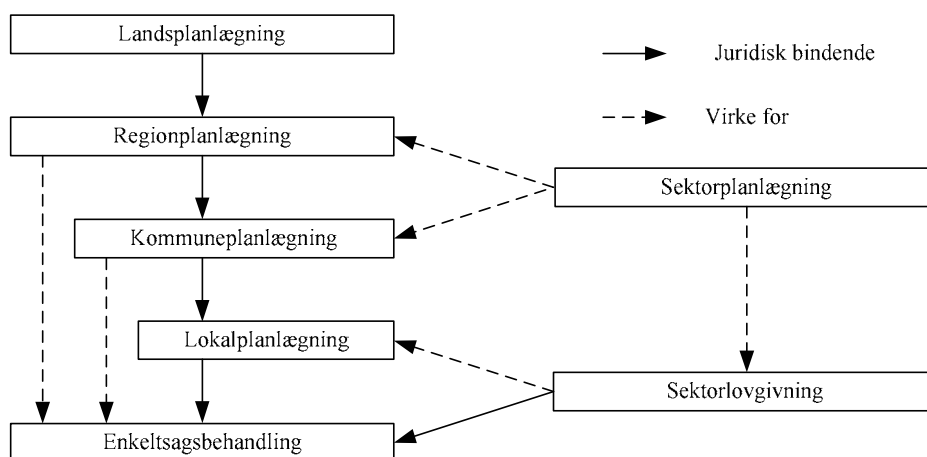 Landsplanlægning
Juridisk bindende
Virke for
Regionplanlægning
Sektorplanlægning
Kommuneplanlægning
Lokalplanlægning
Sektorlovgivning
Enkeltsagsbehandling